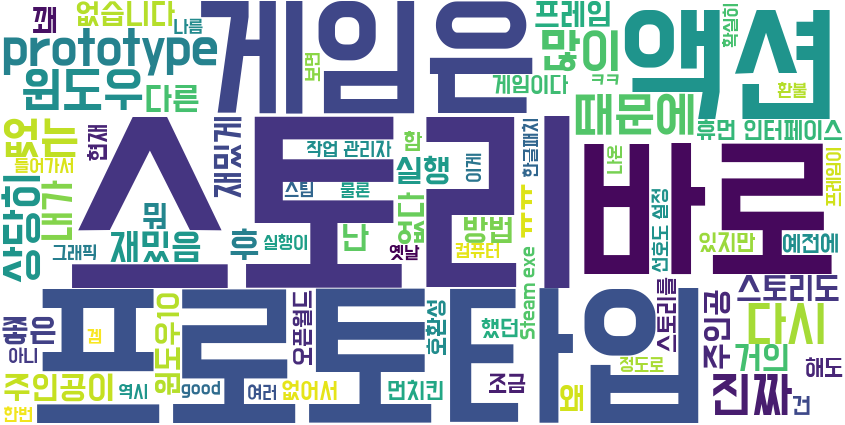 꽤
없습니다
나름
게임은
프레임
액션
확실히
prototype
보면
많이
ㅋㅋ
윈도우
다른
게임이다
환불
때문에
없는
현재
재밌게
스토리
작업 관리자
함
실행
이게
한글패치
나온
바로
휴먼 인터페이스
프레임이
들어가서
스팀
물론
상당히
내가
뭐
재밌음
후
실행이
난
없다
방법
ㅠㅠ
선호도 설정
있지만
예전에
그래픽
옛날
컴퓨터
Steam exe
프로토타입
좋은
겜
윈도우10
오픈월드
호환성
했던
스토리를
주인공
스토리도
다시
아니
정도로
거의
해도
주인공이
역시
good
여러
없어서
먼치킨
조금
왜
진짜
건
한번